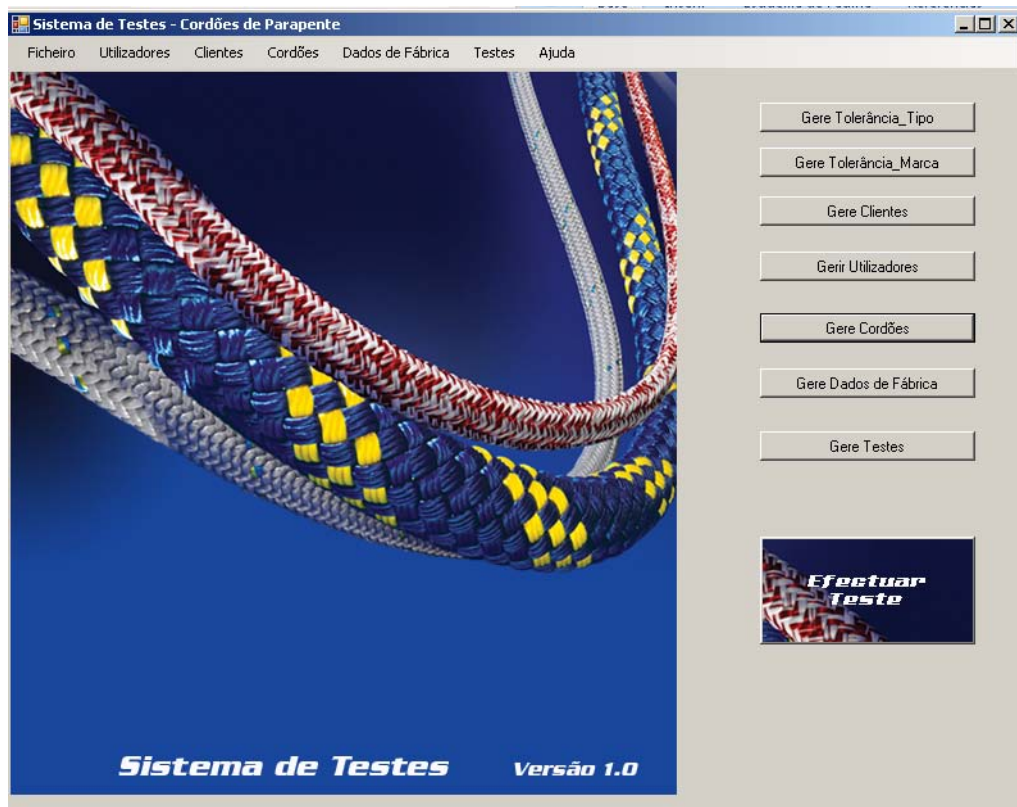 Sistema de Testes - Cordões de Parapente
Ficheiro Utilizadores Clientes Cordões Dados de Fábrica Testes Ajuda
Gere Tolerância_Tipo
Gere Tolerância_Marca
Gere Clientes
Gerir Utilizadores
Gere Cordões
Gere Dados de Fábrica
Gere Testes
Efectuar
Teste
Sistema de Testes Versão 1.0